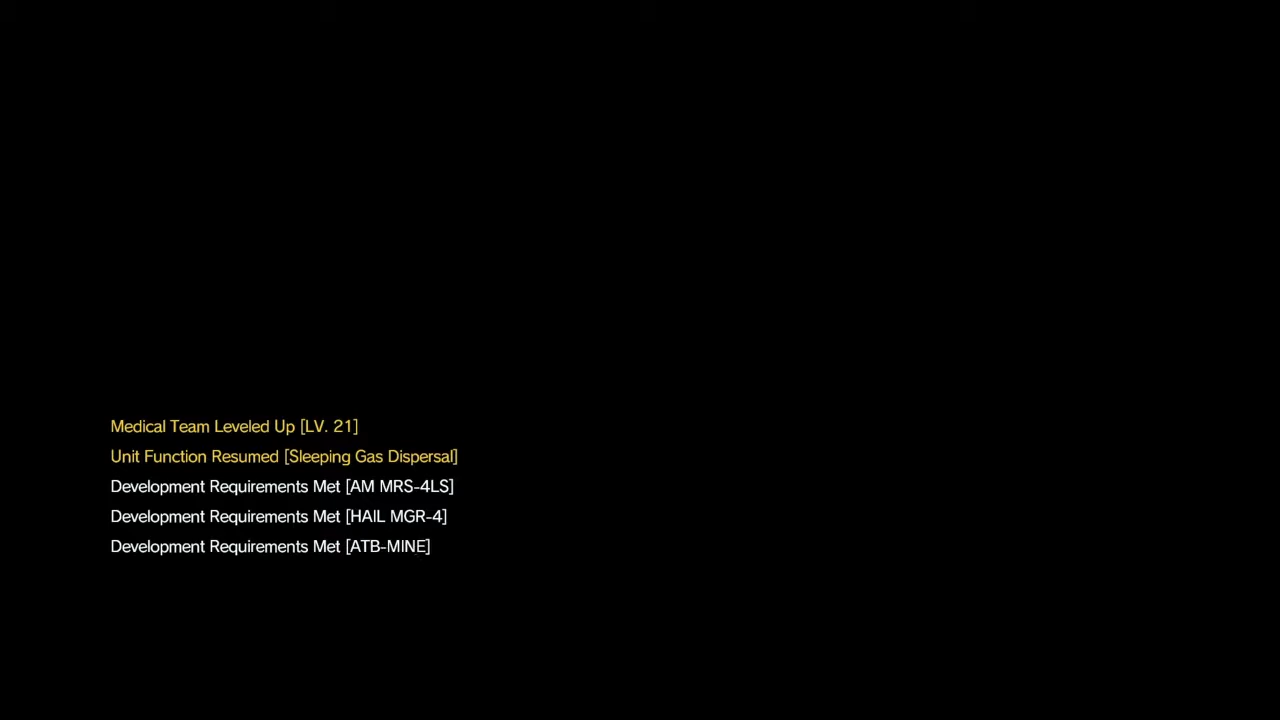 Medical Team Leveled Up [LV. 21]
Unit Function Resumed [Sleeping Gas Dispersal]
Development Requirements Met [AM MRS-4LS]
Development Requirements Met [HAIL MGR-4]
Development Requirements Met [ATB-MINE]